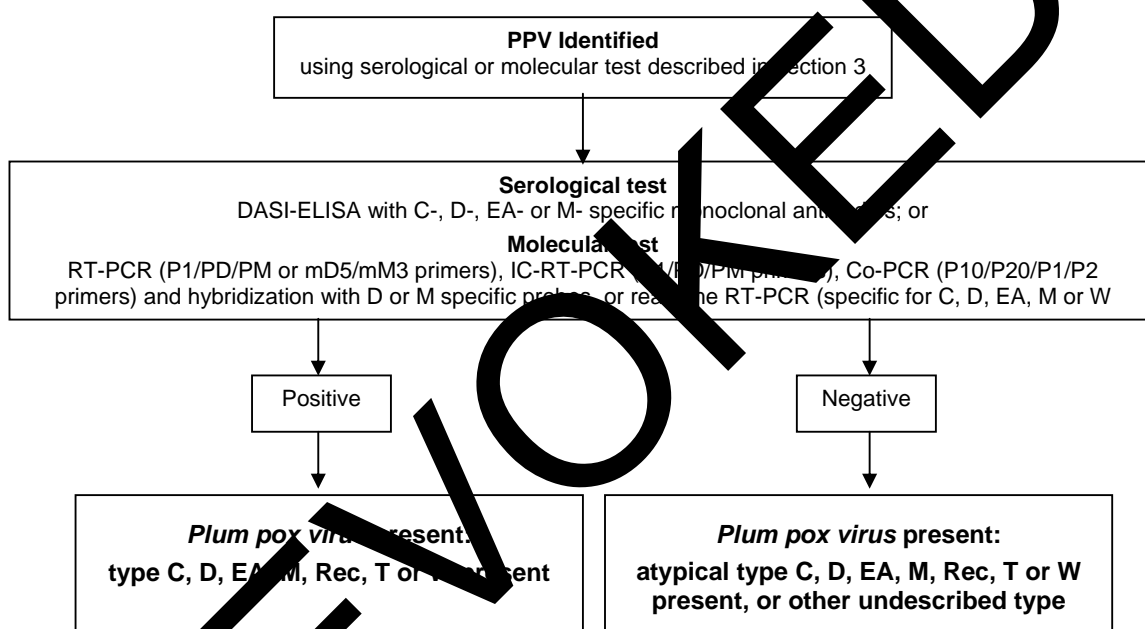 PPV Identified
using serological or molecular test described in section 3
Serological test
DASI-ELISA with C-, D-, EA- or M- specific monoclonal antibodies; or
Molecular test
RT-PCR (P1/PD/PM or mD5/mM3 primers), IC-RT-PCR (P1/PD/PM primers), Co-PCR (P10/P20/P1/P2
primers) and hybridization with D or M specific probes, or real-time RT-PCR (specific for C, D, EA, M or W
Positive
Negative
Plum pox virus present:
type C, D, EA, M, Rec, T or W present
Plum pox virus present:
atypical type C, D, EA, M, Rec, T or W
present, or other undescribed type
EVOKED